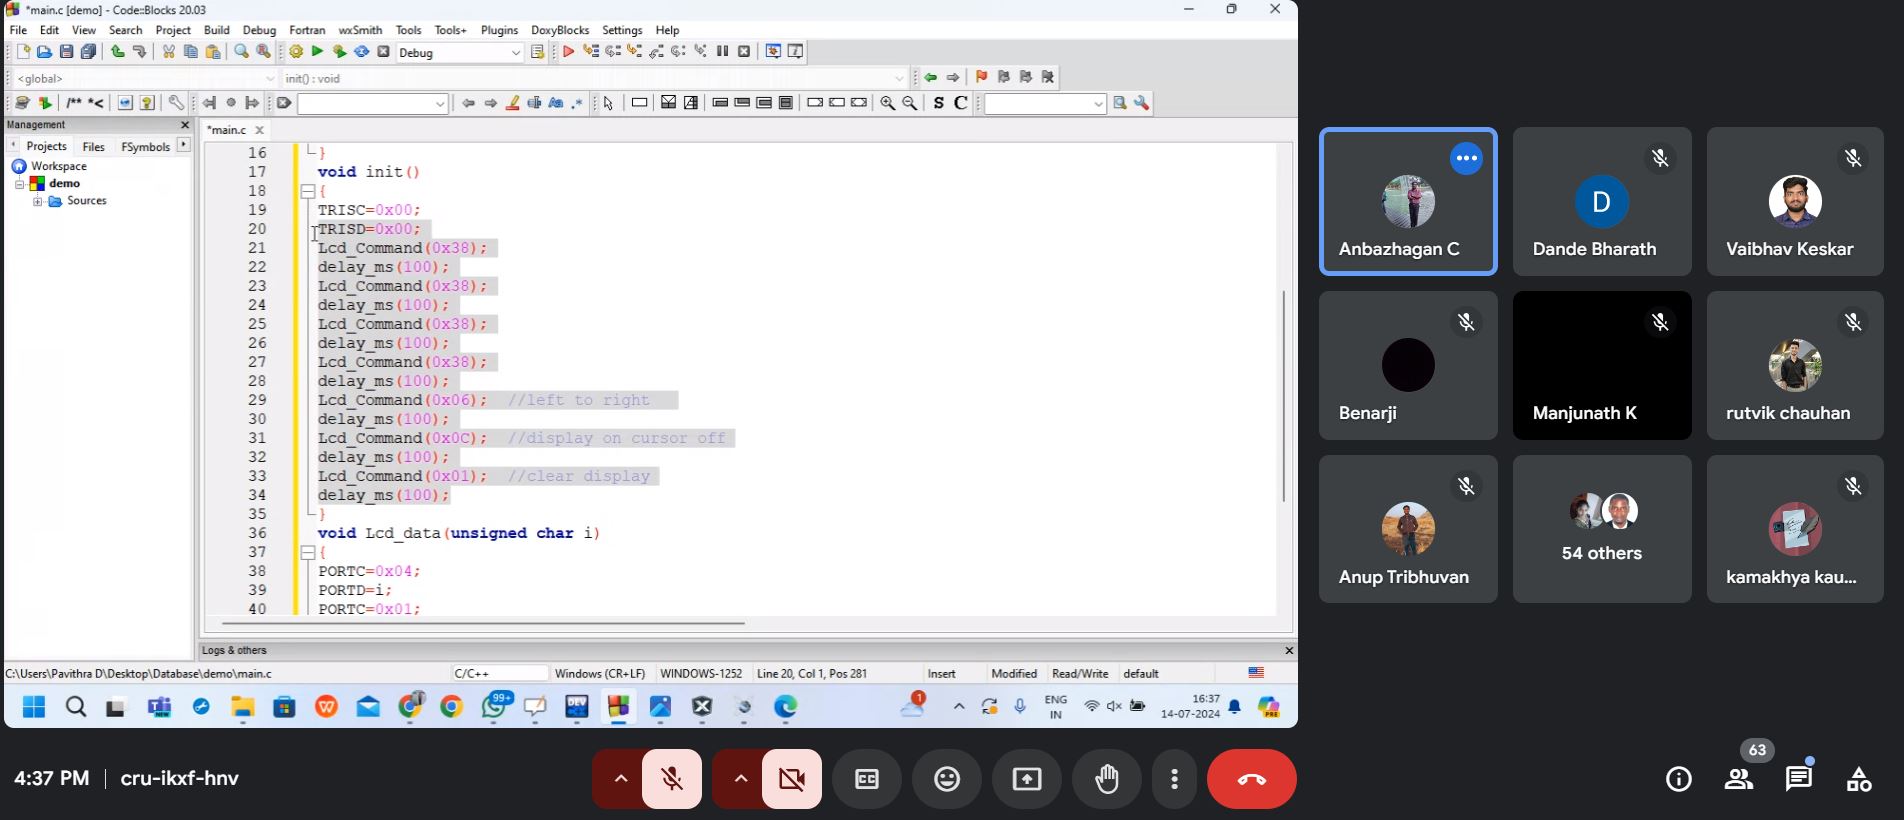 *main.c [demo] - Code::Blocks 20.03
File Edit View Search Project Build Debug Fortran wxSmith Tools Tools+ Plugins DoxyBlocks Settings Help
Debug
<global> init() : void
/** *< S C
Management
Projects Files FSymbols
Workspace
demo
Sources
*main.c
16 }
17 void init()
18 {
19 TRISC=0x00;
20 TRISD=0x00;
21 Lcd_Command(0x38);
22 delay_ms(100);
23 Lcd_Command(0x38);
24 delay_ms(100);
25 Lcd_Command(0x38);
26 delay_ms(100);
27 Lcd_Command(0x38);
28 delay_ms(100);
29 Lcd_Command(0x06); //left to right
30 delay_ms(100);
31 Lcd_Command(0x0C); //display on cursor off
32 delay_ms(100);
33 Lcd_Command(0x01); //clear display
34 delay_ms(100);
35 }
36 void Lcd_data(unsigned char i)
37 {
38 PORTC=0x04;
39 PORTD=i;
40 PORTC=0x01;
Logs & others
C:\Users\Pavithra D\Desktop\Database\demo\main.c C/C++ Windows (CR+LF) WINDOWS-1252 Line 20, Col 1, Pos 281 Insert Modified Read/Write default
99+ DEV 1 ENG IN 16:37 14-07-2024 PRE
Anbazhagan C
D
Dande Bharath
Vaibhav Keskar
Benarji
Manjunath K
rutvik chauhan
Anup Tribhuvan
54 others
kamakhya kau...
4:37 PM | cru-ikxf-hnv
63